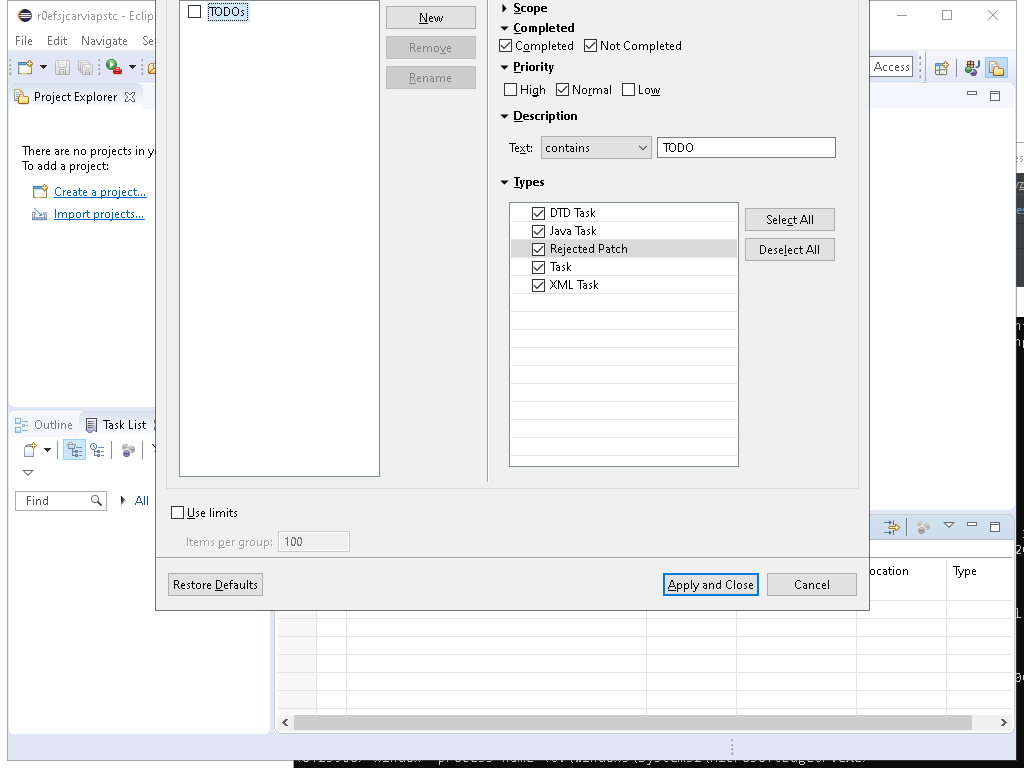 r0efsjcarviapstc - Eclips
File Edit Navigate Se
Access
Project Explorer
There are no projects in y
To add a project:
Create a project...
Import projects...
Outline
Task List
Find
All
TODOs
New
Remove
Rename
Scope
Completed
Completed Not Completed
Priority
High Normal Low
Description
Text: contains TODO
Types
DTD Task
Java Task
Rejected Patch
Task
XML Task
Select All
Deselect All
Use limits
Items per group: 100
Restore Defaults
Apply and Close
Cancel
ocation
Type